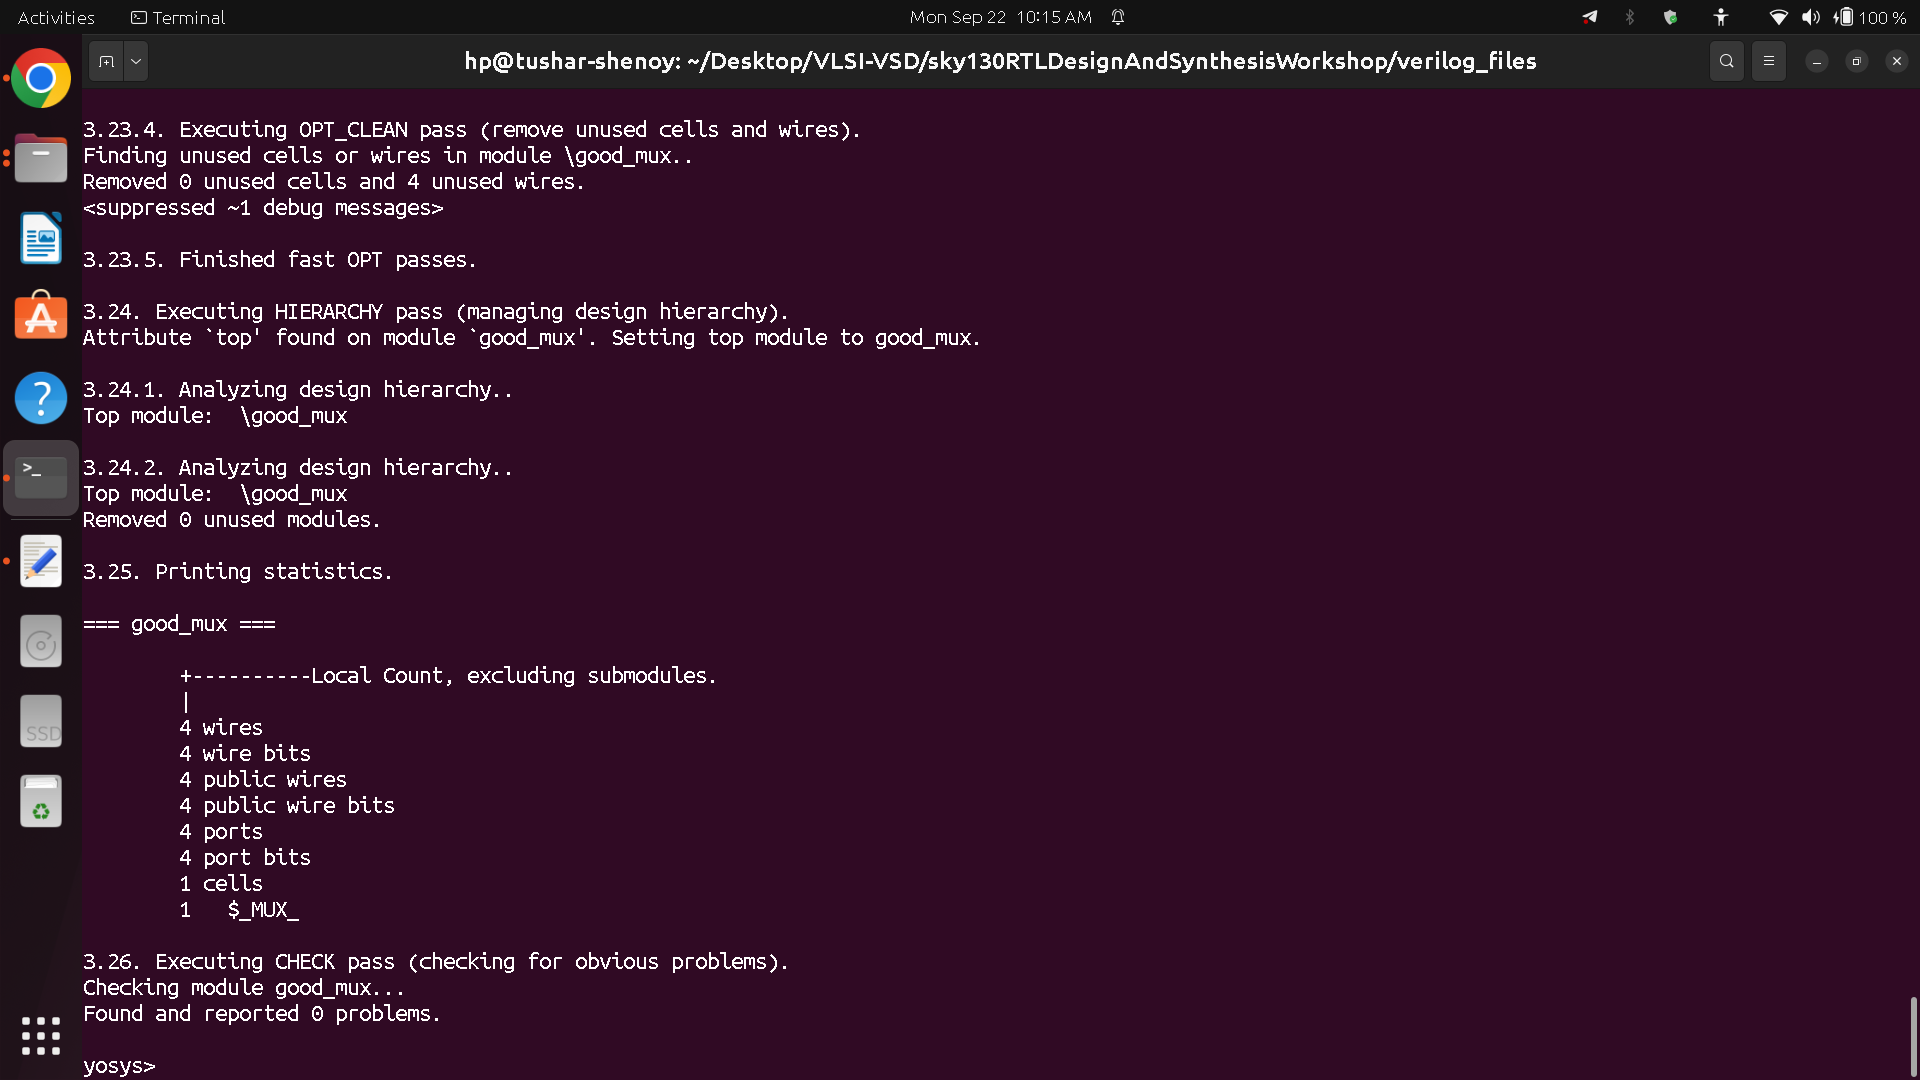 Activities
Terminal
Mon Sep 22 10:15 AM
100 %
hp@tushar-shenoy: ~/Desktop/VLSI-VSD/sky130RTLDesignAndSynthesisWorkshop/verilog_files
3.23.4. Executing OPT_CLEAN pass (remove unused cells and wires).
Finding unused cells or wires in module \good_mux..
Removed 0 unused cells and 4 unused wires.
<suppressed ~1 debug messages>
3.23.5. Finished fast OPT passes.
3.24. Executing HIERARCHY pass (managing design hierarchy).
Attribute `top' found on module `good_mux'. Setting top module to good_mux.
3.24.1. Analyzing design hierarchy..
Top module:  \good_mux
3.24.2. Analyzing design hierarchy..
Top module:  \good_mux
Removed 0 unused modules.
3.25. Printing statistics.
=== good_mux ===
        +----------Local Count, excluding submodules.
        |
        4 wires
        4 wire bits
        4 public wires
        4 public wire bits
        4 ports
        4 port bits
        1 cells
        1   $_MUX_
3.26. Executing CHECK pass (checking for obvious problems).
Checking module good_mux...
Found and reported 0 problems.
yosys>
SSD